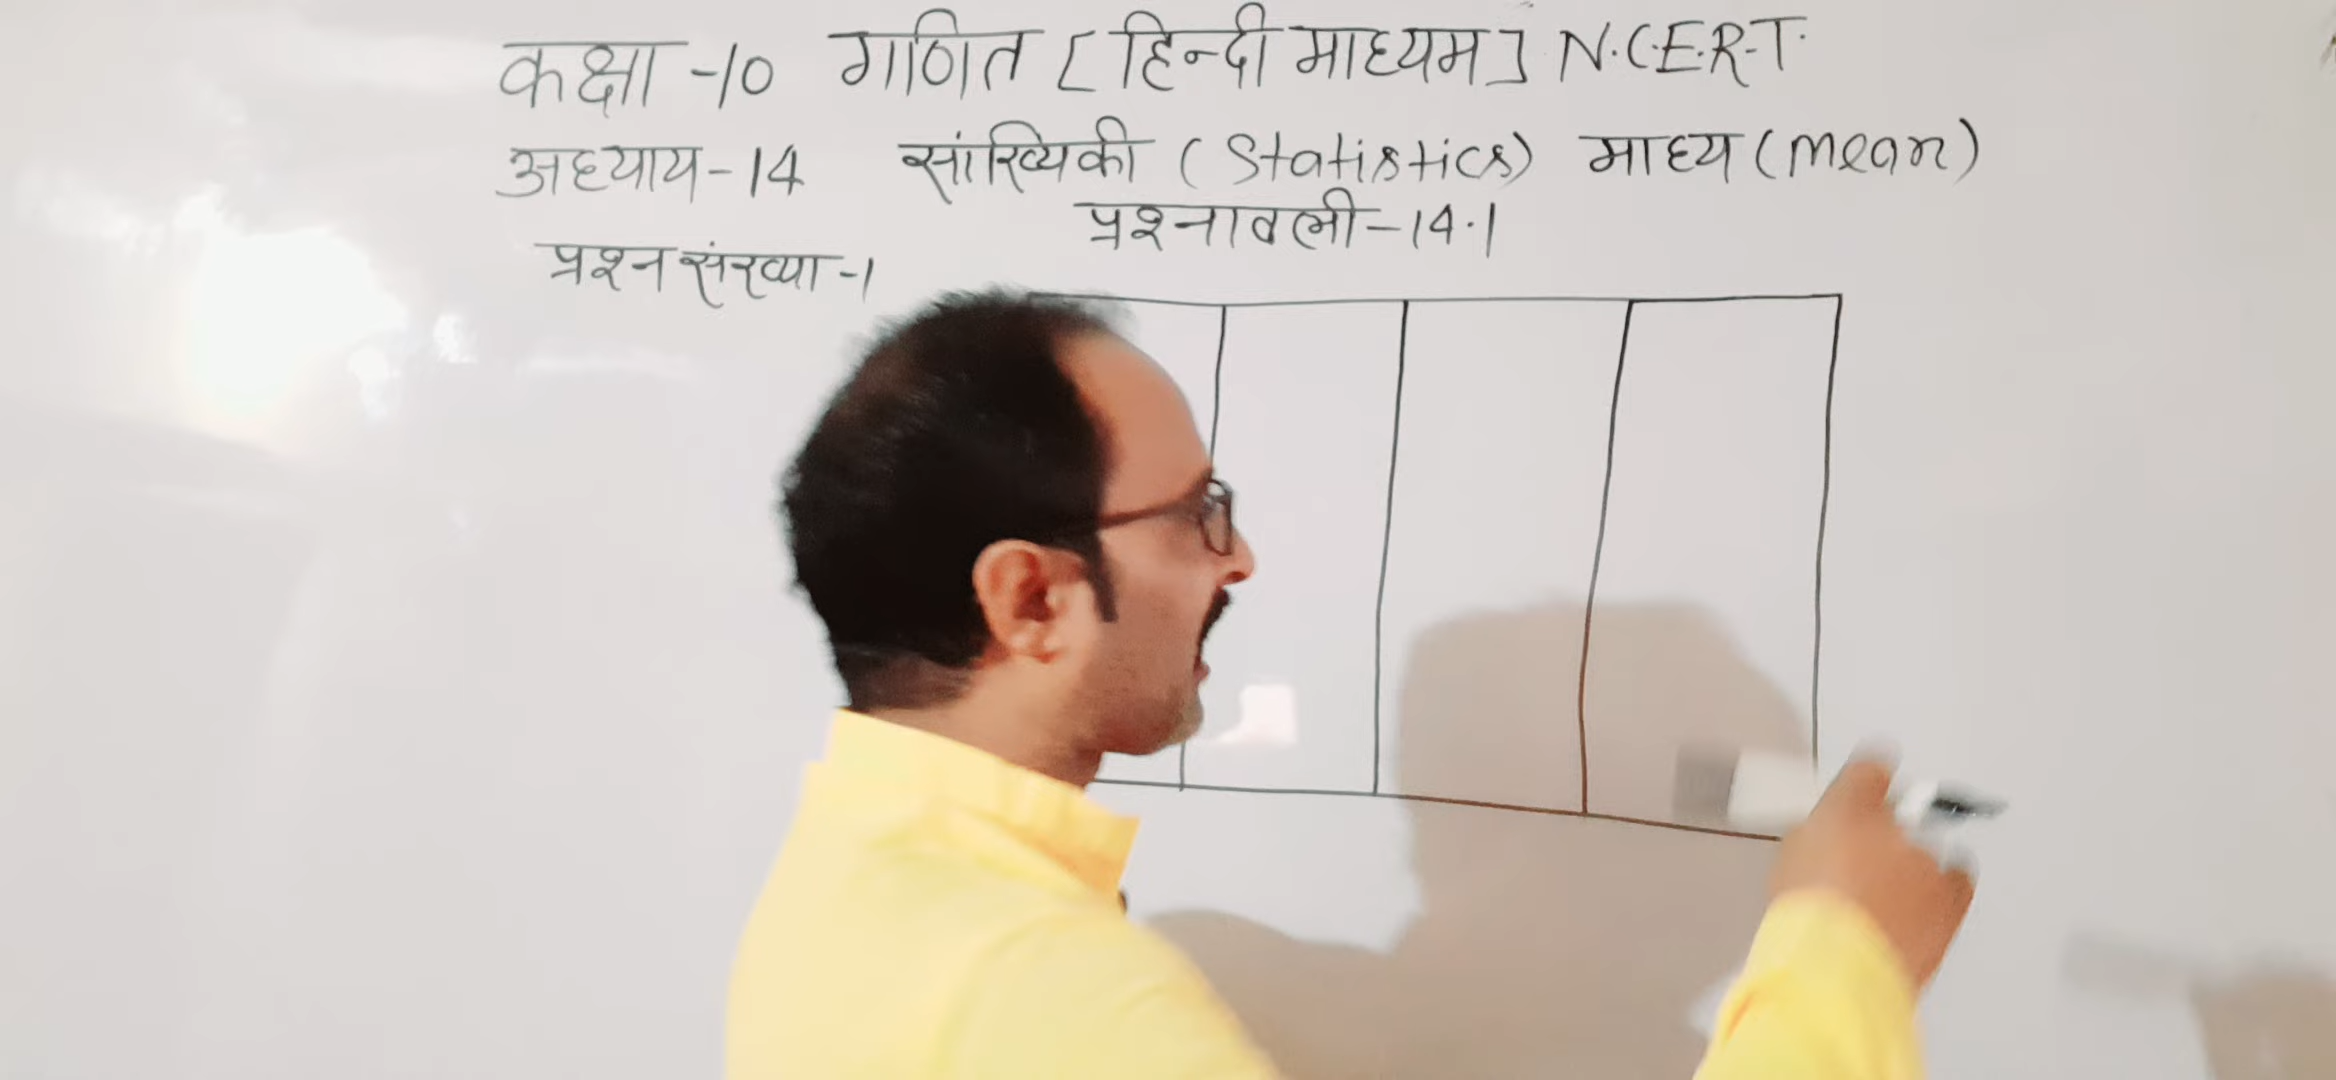 कक्षा -10 गणित [हिन्दी माध्यम] N.C.E.R.T.
अध्याय-14 सांख्यिकी (Statistics) माध्य (mean)
प्रश्नावली-14.1
प्रश्न संख्या -1